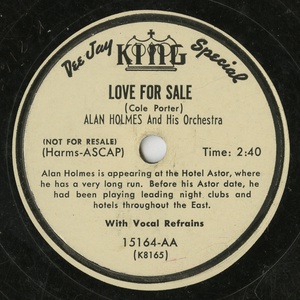 Dee Jay
KING
Special
LOVE FOR SALE
(Cole Porter)
ALAN HOLMES And His Orchestra
(NOT FOR RESALE)
(Harms-ASCAP) Time: 2:40
Alan Holmes is appearing at the Hotel Astor, where
he has a very long run. Before his Astor date, he
had been playing leading night clubs and
hotels throughout the East.
With Vocal Refrains
15164-AA
(K8165)